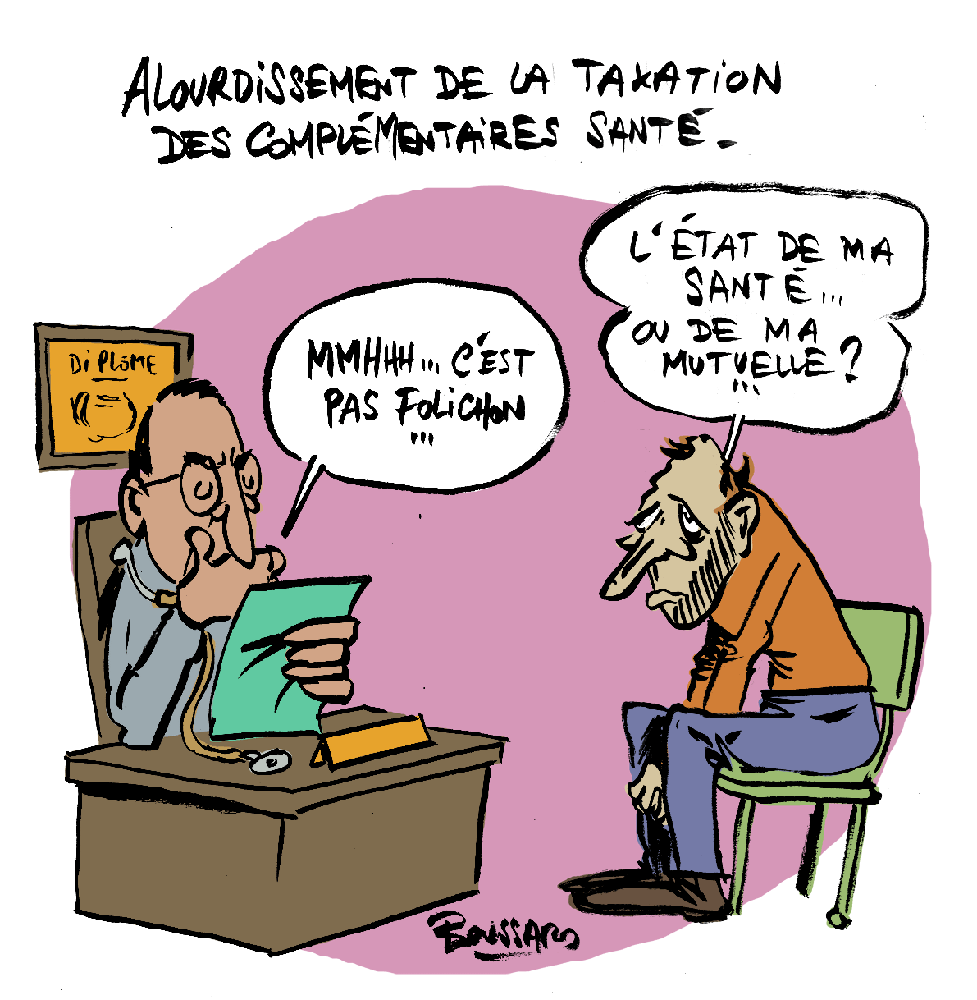 ALOURDISSEMENT DE LA TAXATION
DES COMPLÉMENTAIRES SANTÉ.
L'ÉTAT DE MA
SANTÉ...
OU DE MA
MUTUELLE?
...
MMHHH... C'EST
PAS FOLICHON
...
DIPLOME
BOUSSARD